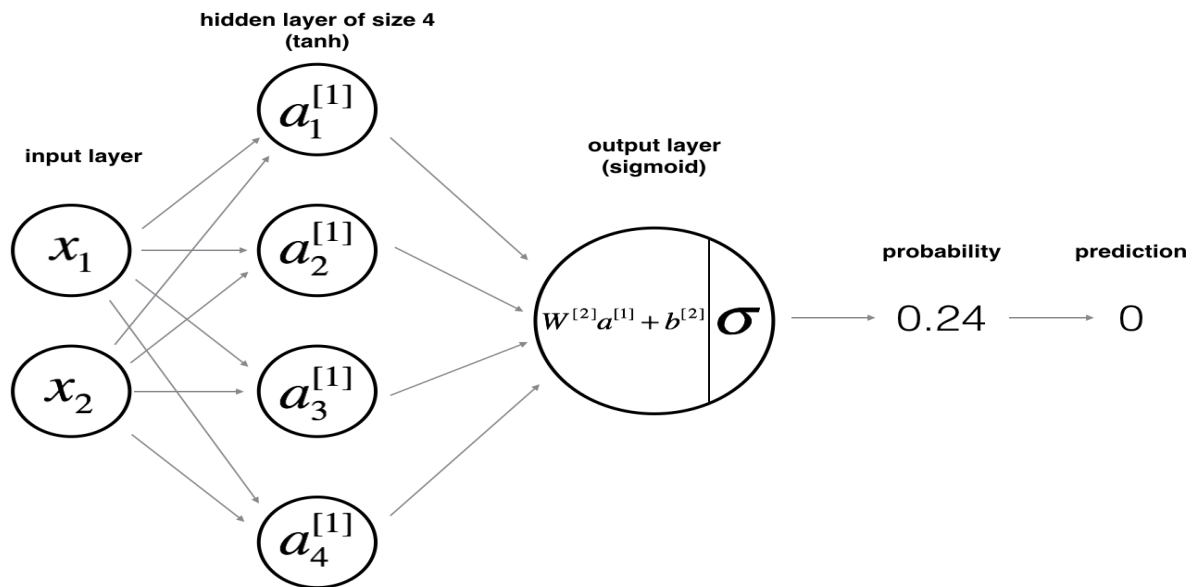 hidden layer of size 4
(tanh)
a₁^[1]
input layer
output layer
(sigmoid)
x₁
a₂^[1]
probability
prediction
W^[2]a^[1] + b^[2]
σ
0.24
0
x₂
a₃^[1]
a₄^[1]